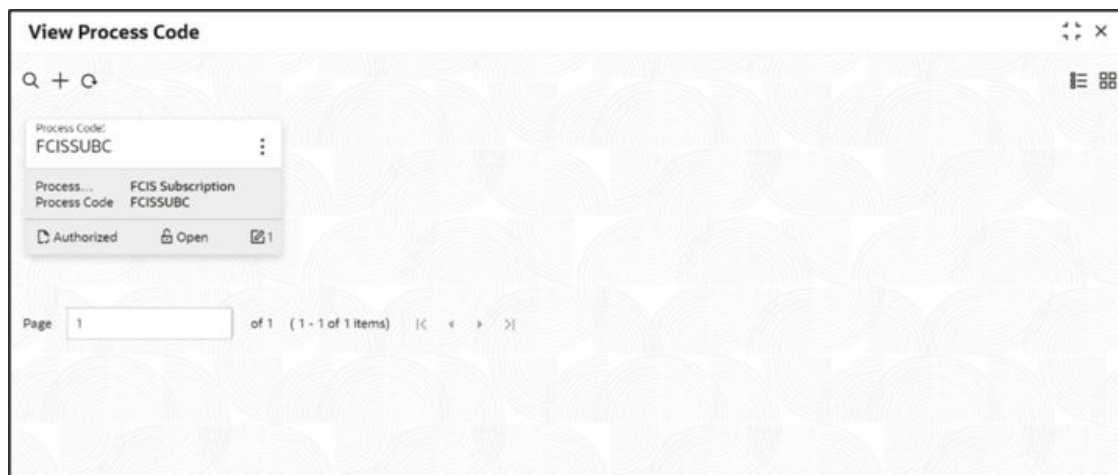 View Process Code
Process Code:
FCISSUBC
Process... FCIS Subscription
Process Code FCISSUBC
Authorized Open 1
Page 1 of 1 (1 - 1 of 1 items)